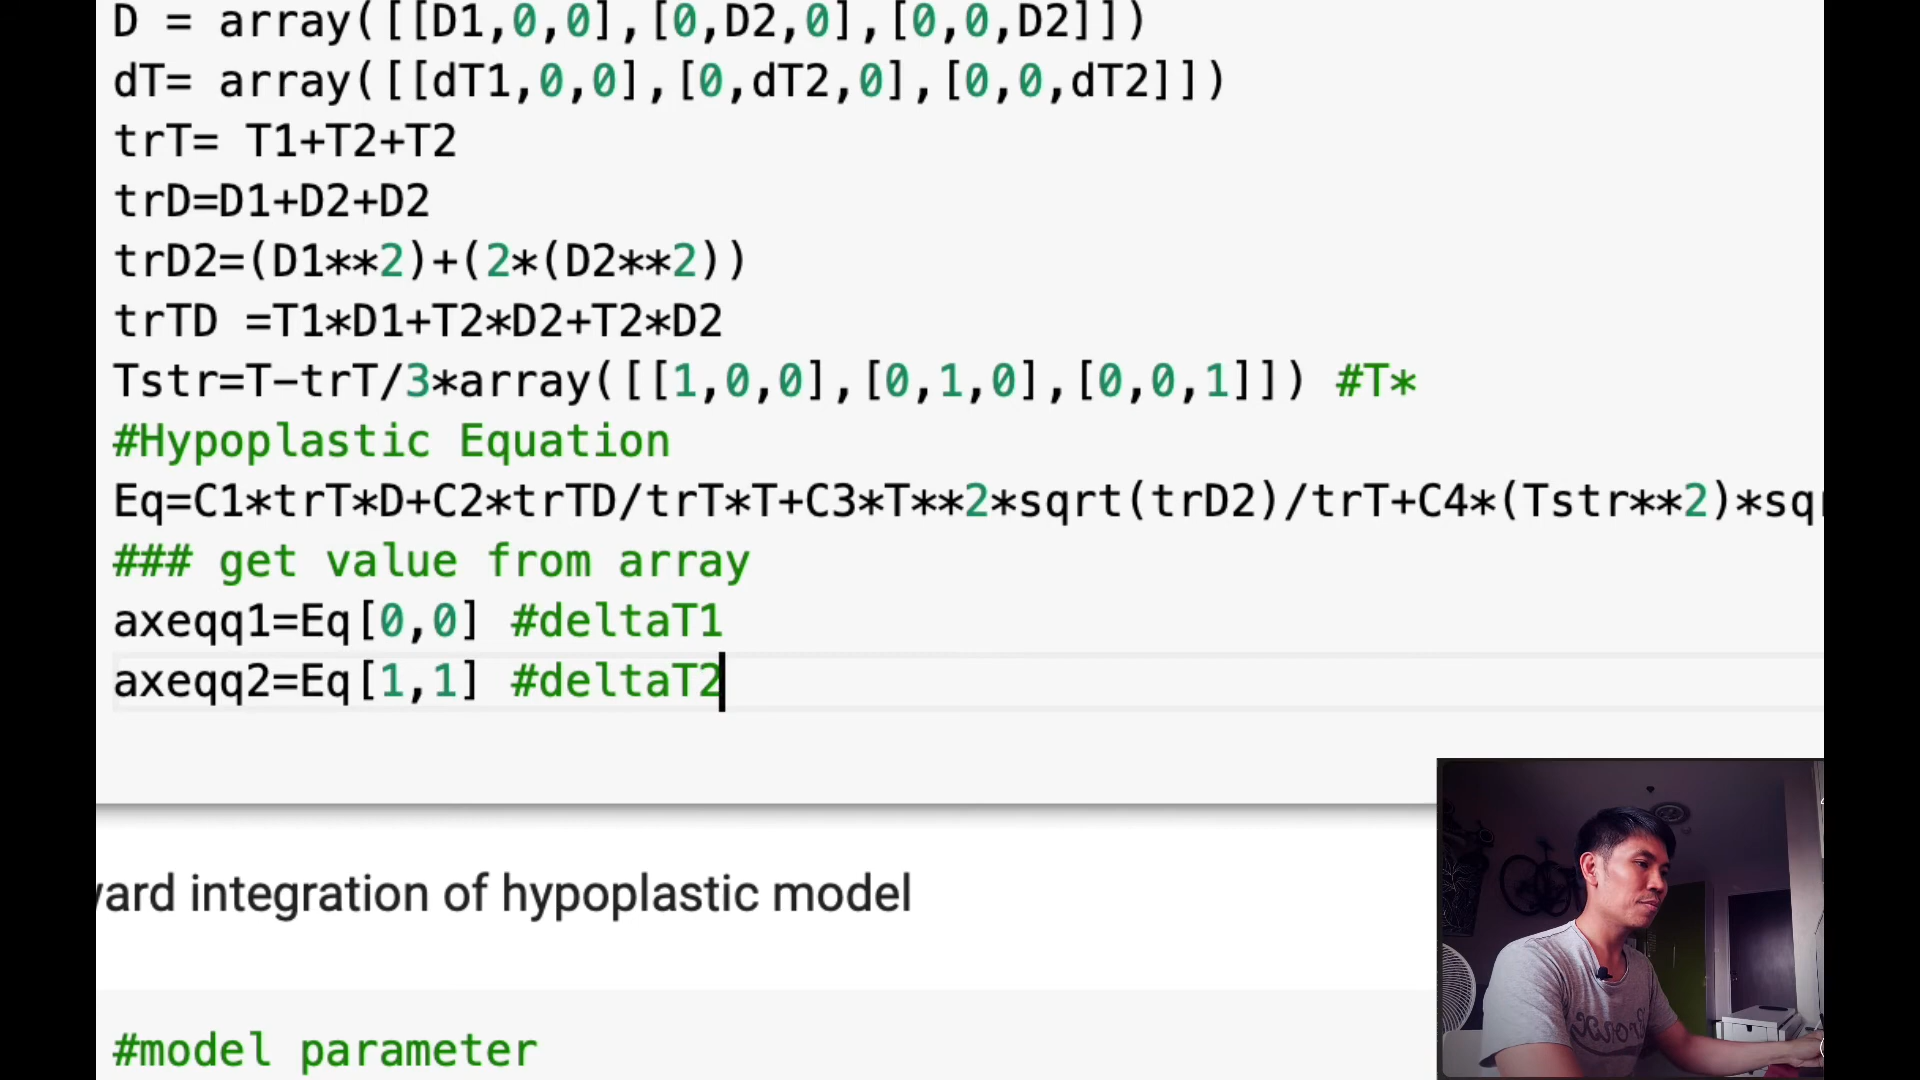 D = array([[D1,0,0],[0,D2,0],[0,0,D2]])
dT= array([[dT1,0,0],[0,dT2,0],[0,0,dT2]])
trT= T1+T2+T2
trD=D1+D2+D2
trD2=(D1**2)+(2*(D2**2))
trTD =T1*D1+T2*D2+T2*D2
Tstr=T-trT/3*array([[1,0,0],[0,1,0],[0,0,1]]) #T*
#Hypoplastic Equation
Eq=C1*trT*D+C2*trTD/trT*T+C3*T**2*sqrt(trD2)/trT+C4*(Tstr**2)*sq
### get value from array
axeqq1=Eq[0,0] #deltaT1
axeqq2=Eq[1,1] #deltaT2
ward integration of hypoplastic model
#model parameter